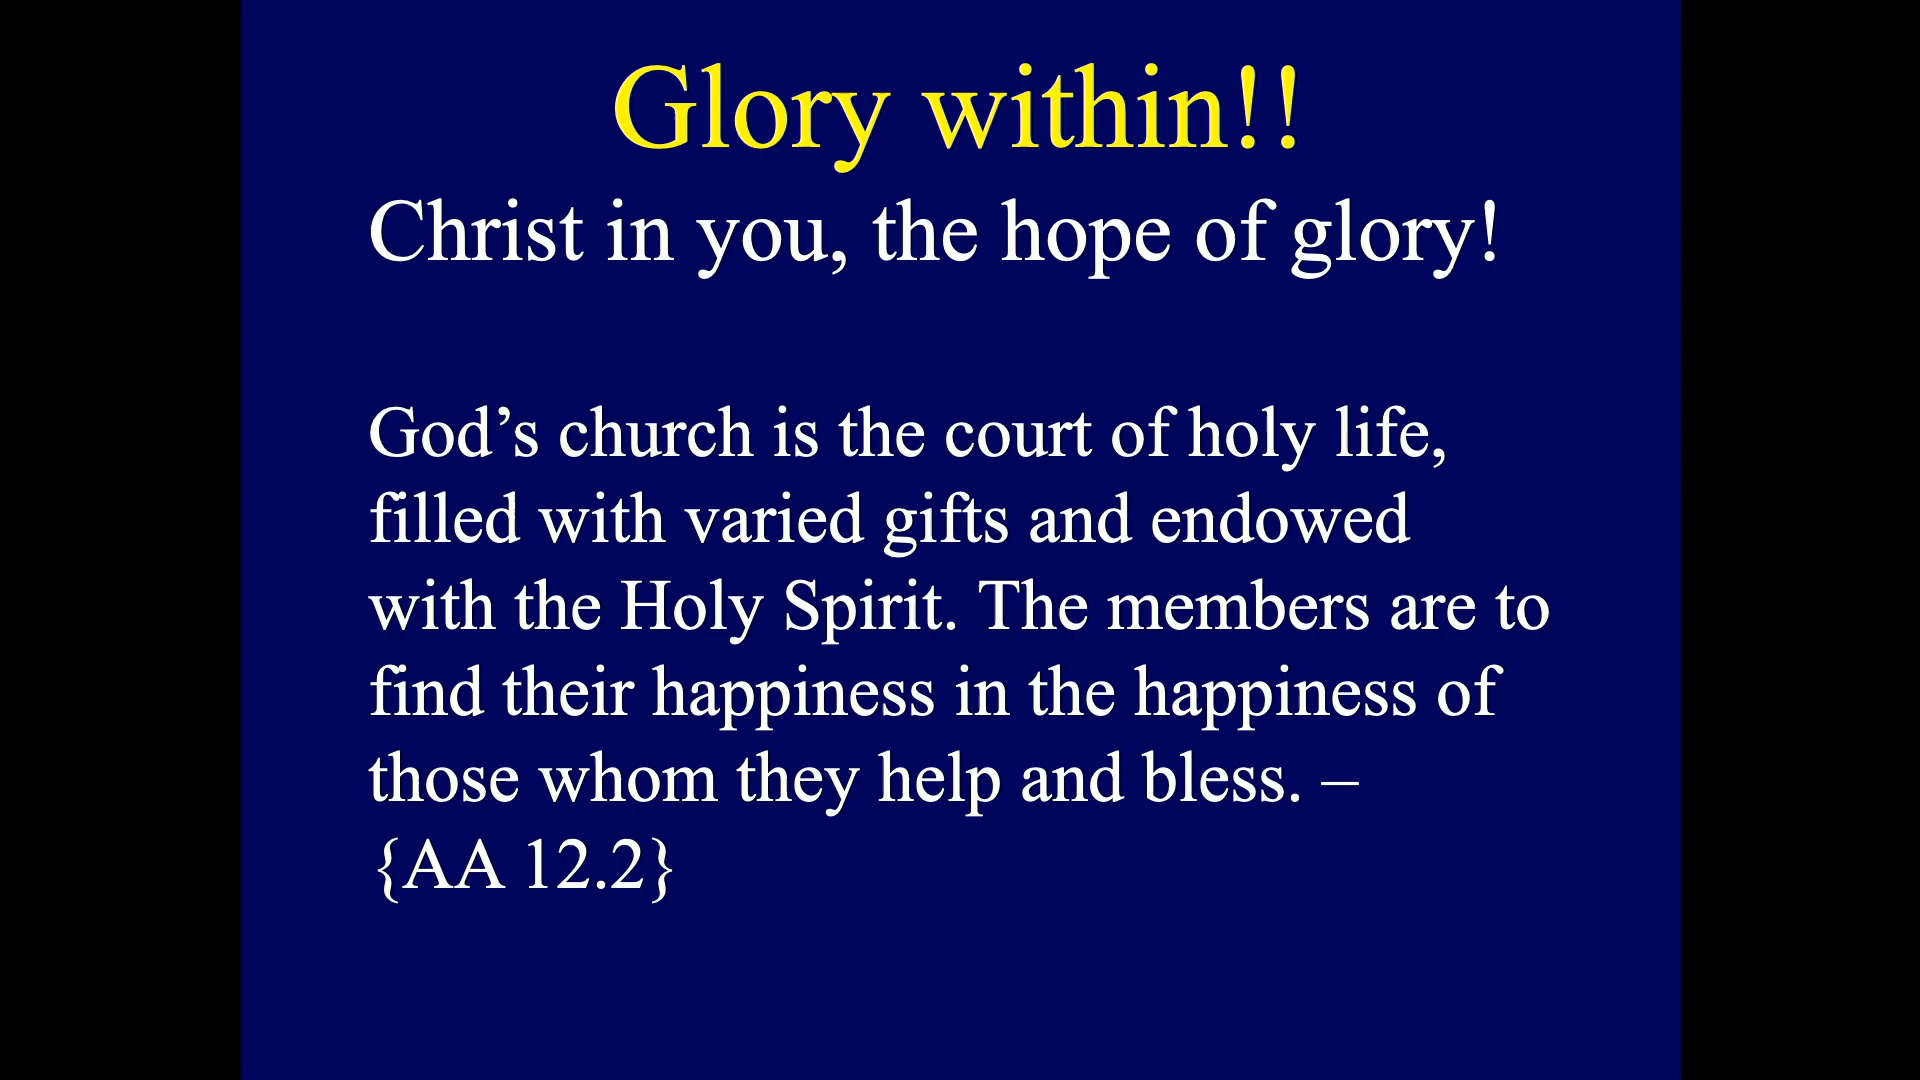 Glory within!!
Christ in you, the hope of glory!
God’s church is the court of holy life,
filled with varied gifts and endowed
with the Holy Spirit. The members are to
find their happiness in the happiness of
those whom they help and bless. –
{AA 12.2}